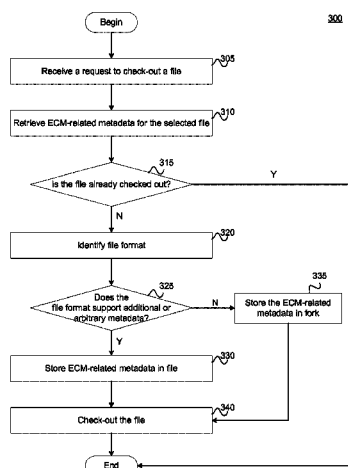 Begin
300
305
Receive a request to check-out a file
310
Retrieve ECM-related metadata for the selected file
315
Is the file already checked out?
Y
N
320
Identify file format
325
Does the
file format support additional or
arbitrary metadata?
N
335
Store the ECM-related
metadata in fork
Y
330
Store ECM-related metadata in file
340
Check-out the file
End